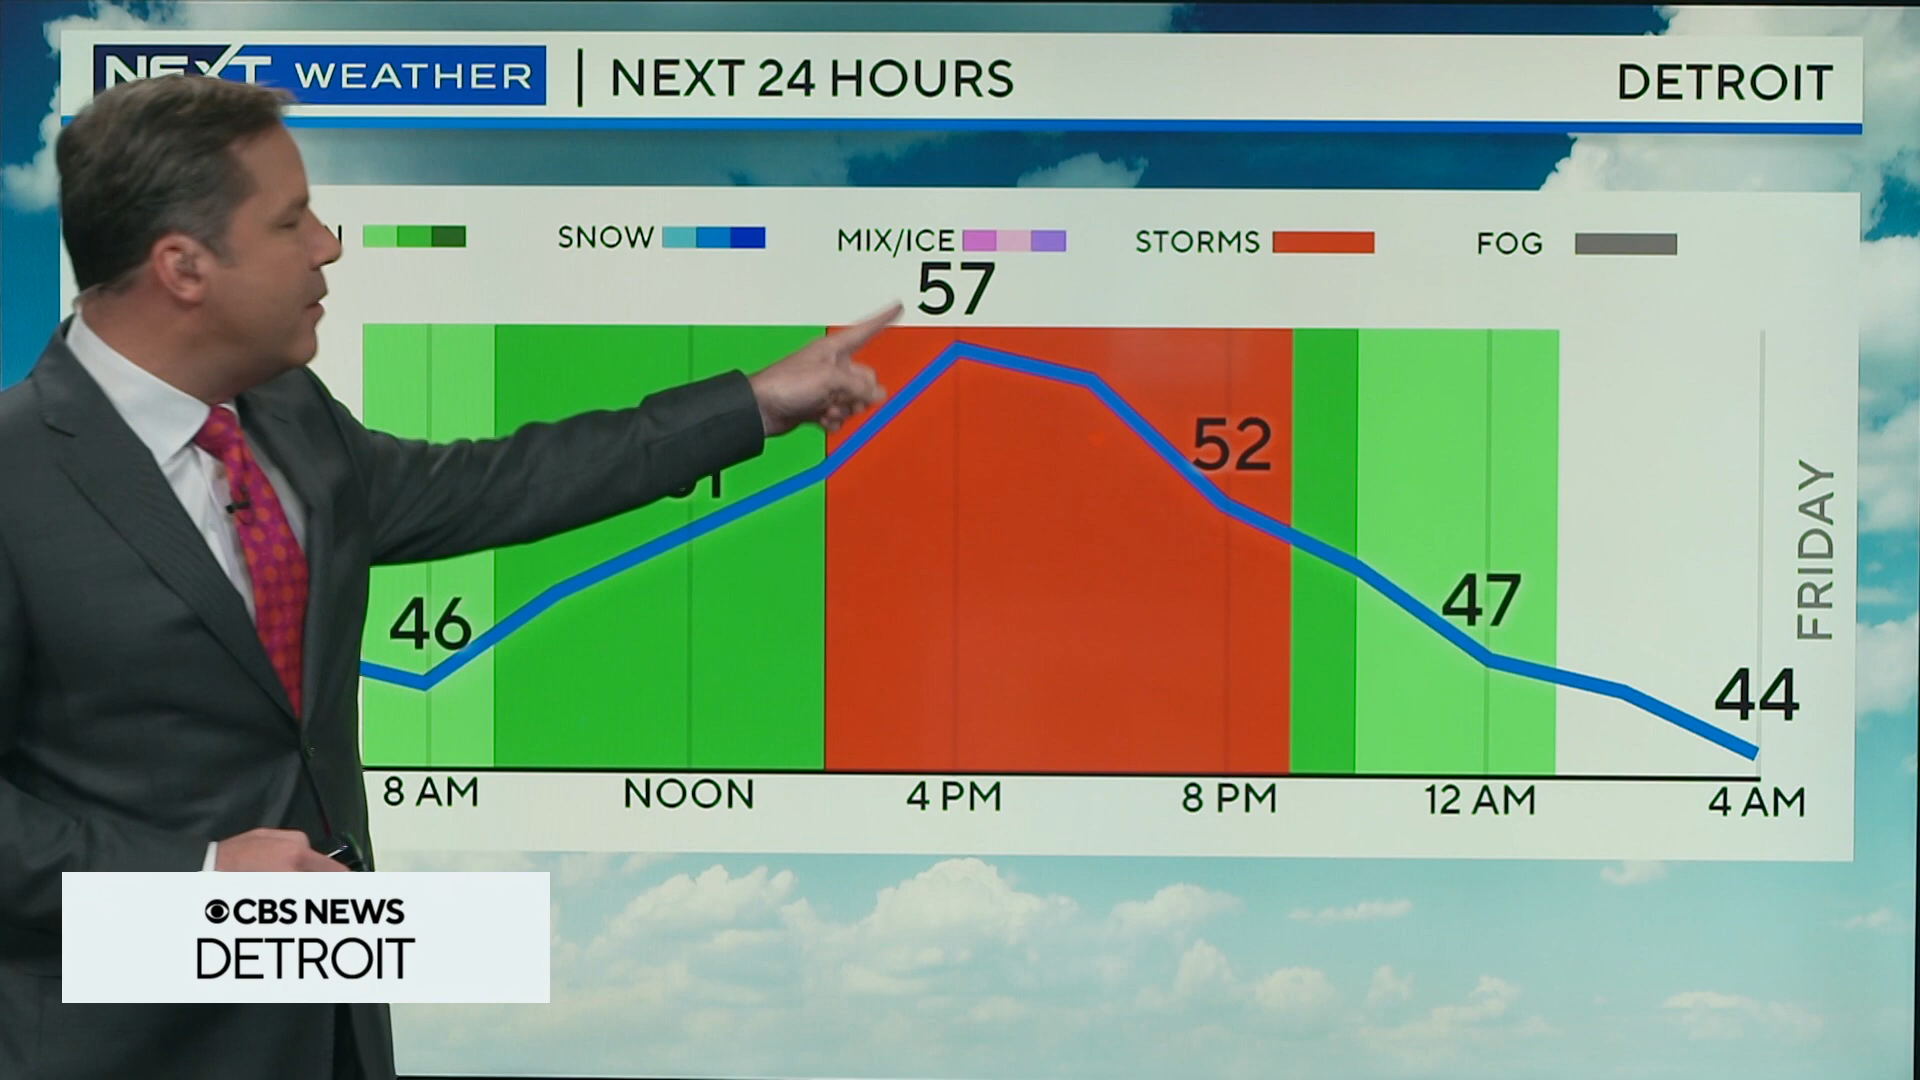 NEXT WEATHER | NEXT 24 HOURS DETROIT
SNOW MIX/ICE STORMS FOG
57
52
46
47
44
FRIDAY
8 AM NOON 4 PM 8 PM 12 AM 4 AM
CBS NEWS
DETROIT